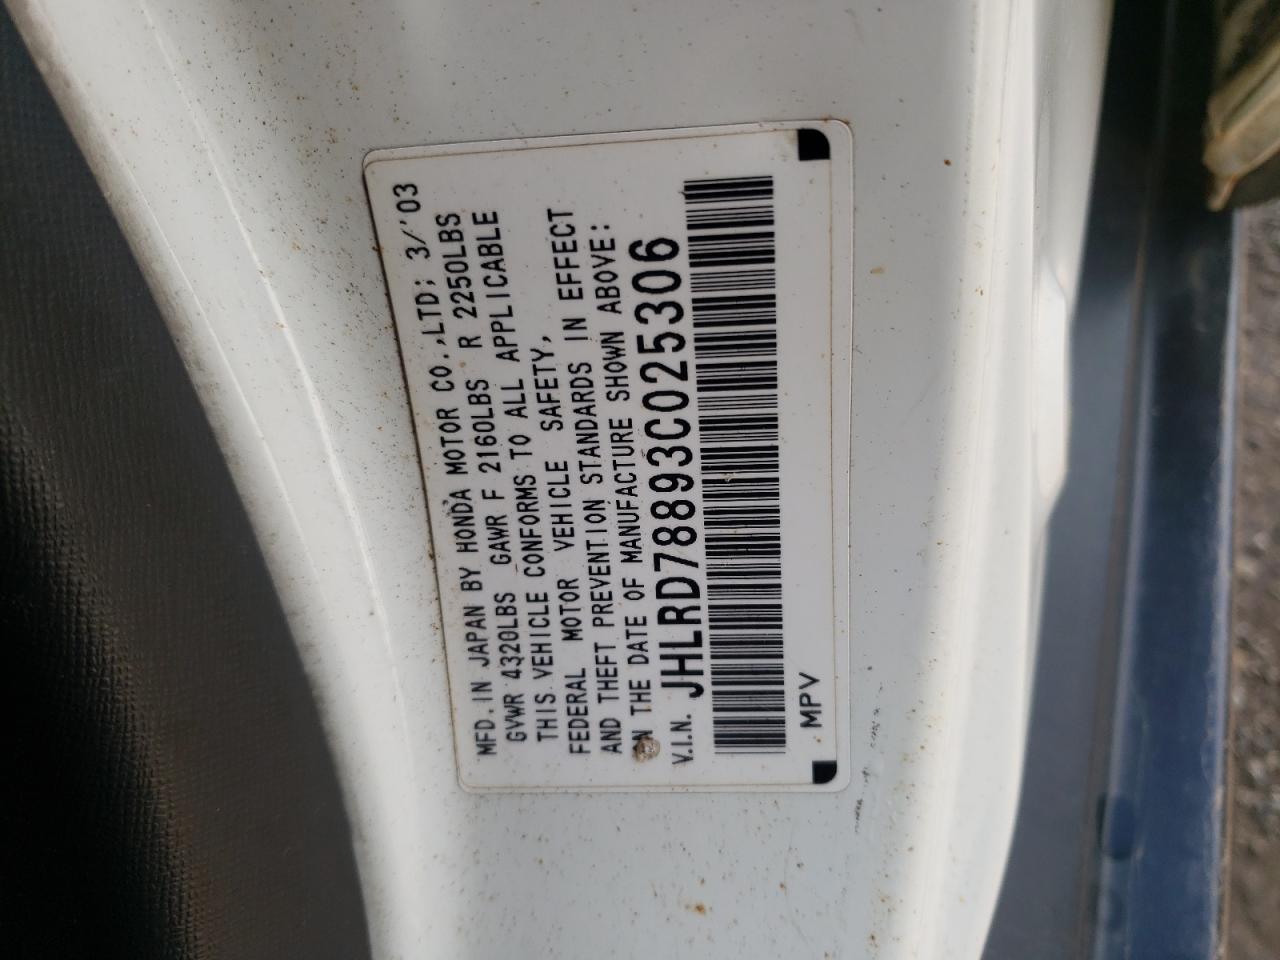 MFD. IN JAPAN BY HONDA MOTOR CO.,LTD; 3/'03
GVWR 4320LBS GAWR F 2160LBS R 2250LBS
THIS VEHICLE CONFORMS TO ALL APPLICABLE
FEDERAL MOTOR VEHICLE SAFETY,
AND THEFT PREVENTION STANDARDS IN EFFECT
ON THE DATE OF MANUFACTURE SHOWN ABOVE:
V.I.N. JHLRD78893C025306
MPV